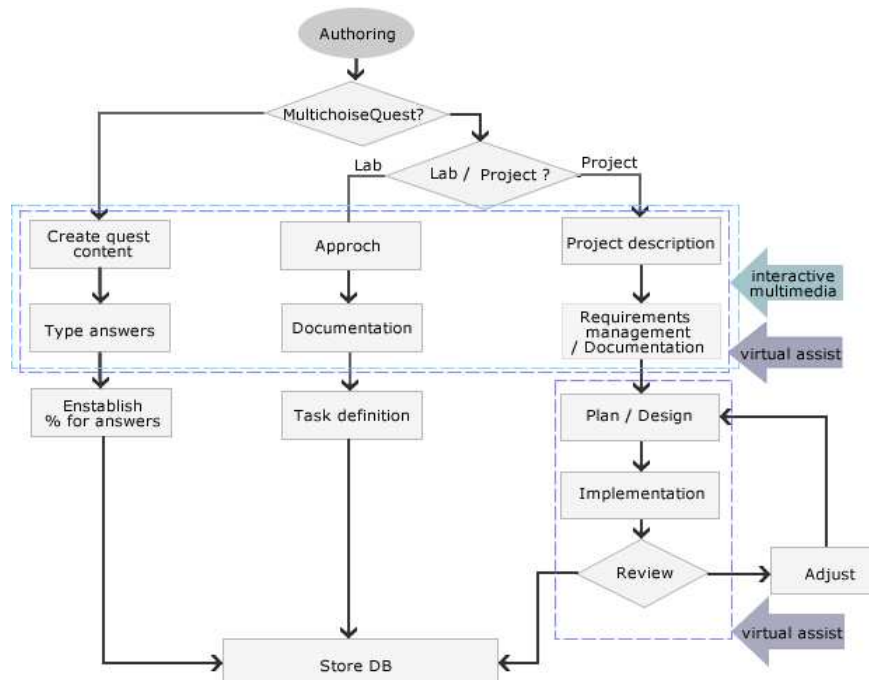 Authoring
MultichoiseQuest?
Lab
Lab / Project ?
Project
Create quest
content
Approch
Project description
interactive
multimedia
Type answers
Documentation
Requirements
management
/ Documentation
virtual assist
Enstablish
% for answers
Task definition
Plan / Design
Implementation
Review
Adjust
virtual assist
Store DB